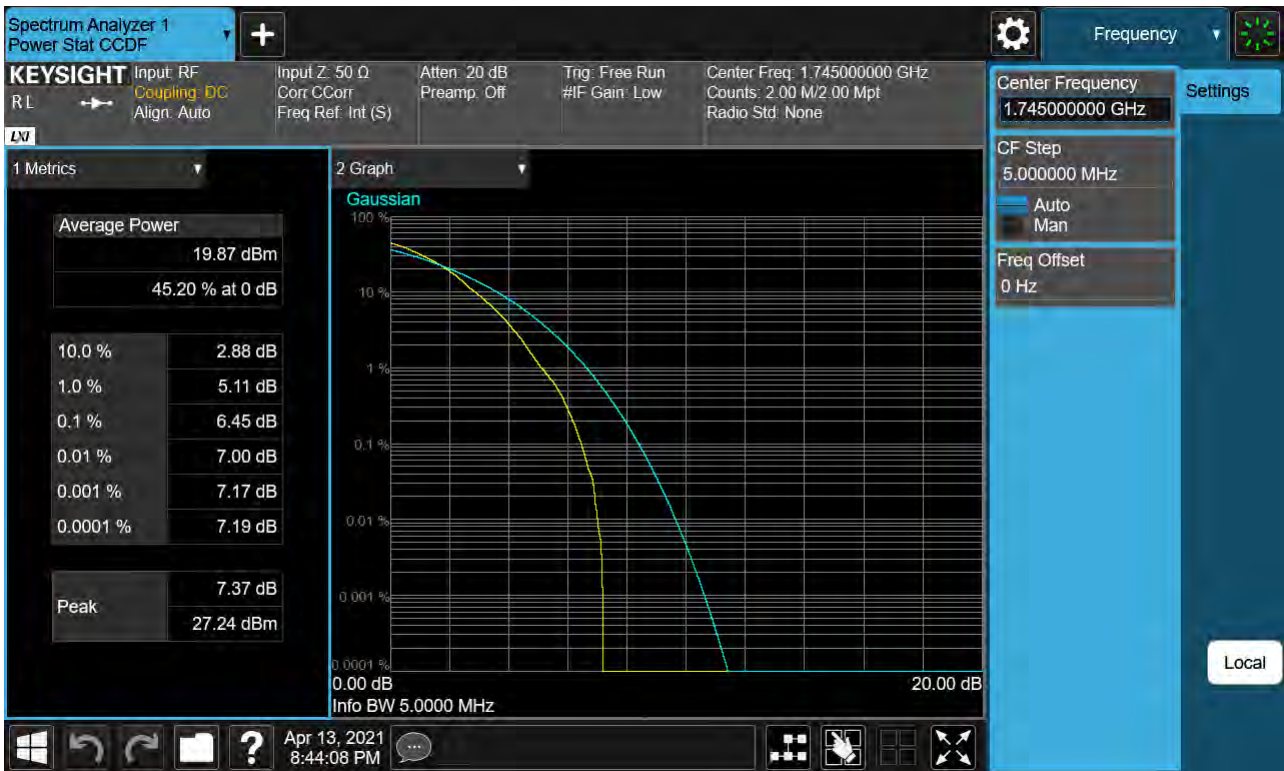 Spectrum Analyzer 1
Power Stat CCDF
Frequency
KEYSIGHT
R L
LXI
Input: RF
Coupling: DC
Align: Auto
Input Z: 50 Ω
Corr CCorr
Freq Ref: Int (S)
Atten: 20 dB
Preamp: Off
Trig: Free Run
#IF Gain: Low
Center Freq: 1.745000000 GHz
Counts: 2.00 M/2.00 Mpt
Radio Std: None
Center Frequency
1.745000000 GHz
Settings
CF Step
5.000000 MHz
Auto
Man
Freq Offset
0 Hz
1 Metrics
Average Power
19.87 dBm
45.20 % at 0 dB
10.0 % 2.88 dB
1.0 % 5.11 dB
0.1 % 6.45 dB
0.01 % 7.00 dB
0.001 % 7.17 dB
0.0001 % 7.19 dB
Peak 7.37 dB
27.24 dBm
2 Graph
Gaussian
100 %
10 %
1 %
0.1 %
0.01 %
0.001 %
0.0001 %
0.00 dB 20.00 dB
Info BW 5.0000 MHz
Local
?
Apr 13, 2021
8:44:08 PM